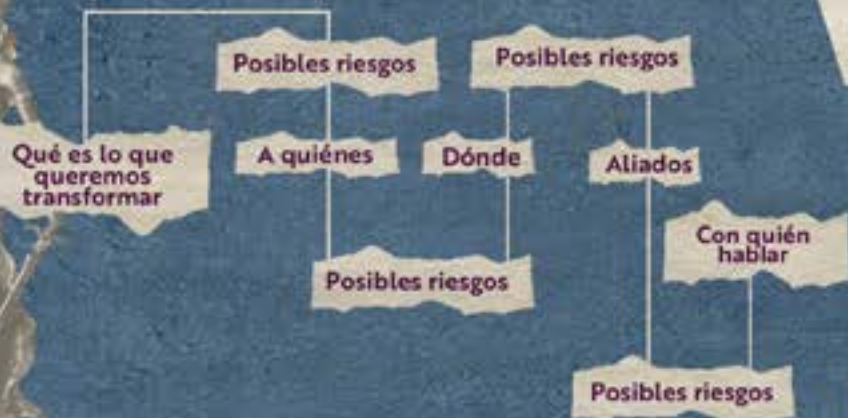 Posibles riesgos
Posibles riesgos
Qué es lo que
queremos
transformar
A quiénes
Dónde
Aliados
Con quién
hablar
Posibles riesgos
Posibles riesgos